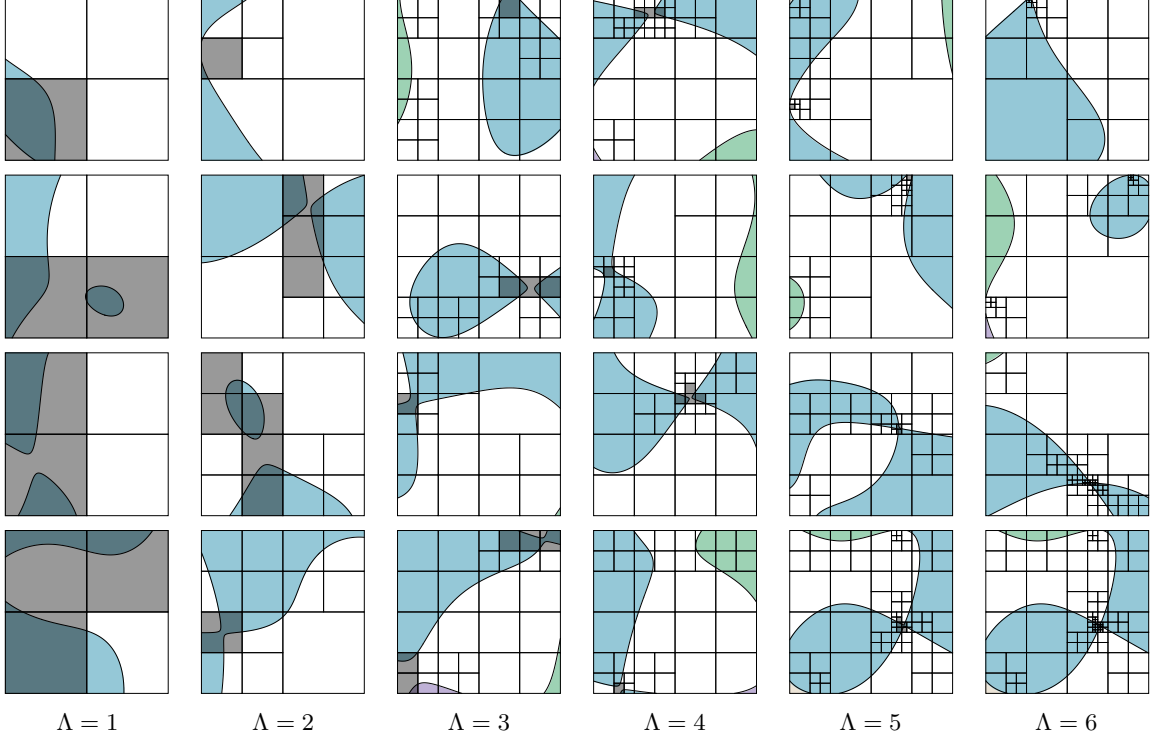 Λ = 1 Λ = 2 Λ = 3 Λ = 4 Λ = 5 Λ = 6